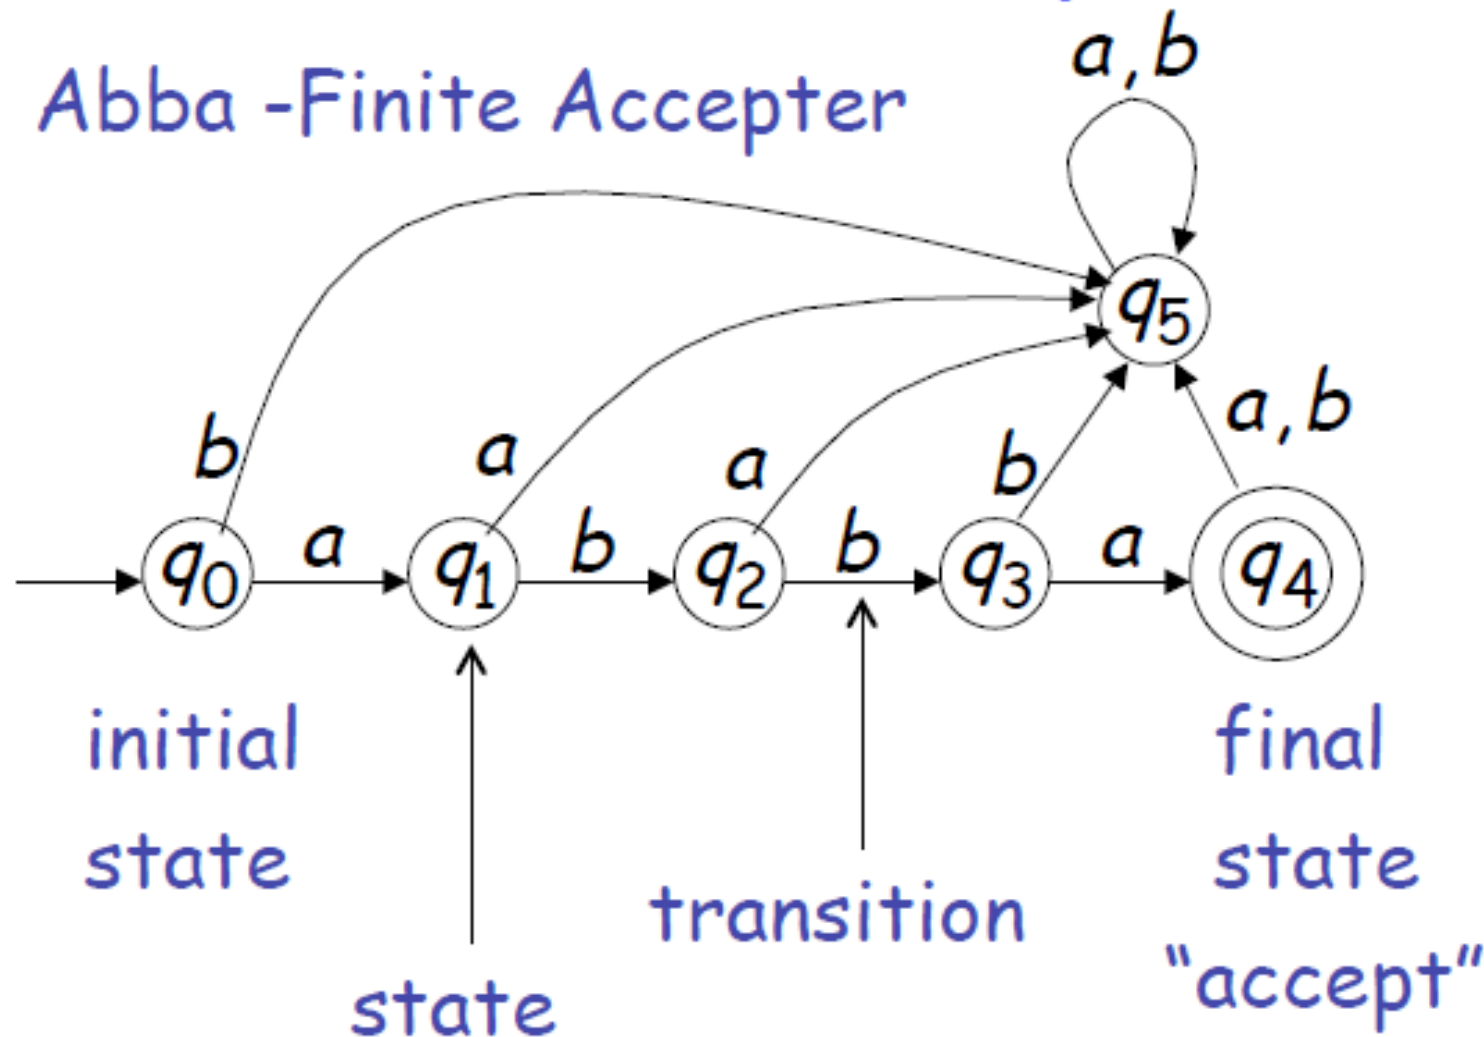 Abba -Finite Accepter
a,b
q5
b
a
a
b
a,b
q0
a
q1
b
q2
b
q3
a
q4
initial
state
state
transition
final
state
“accept”